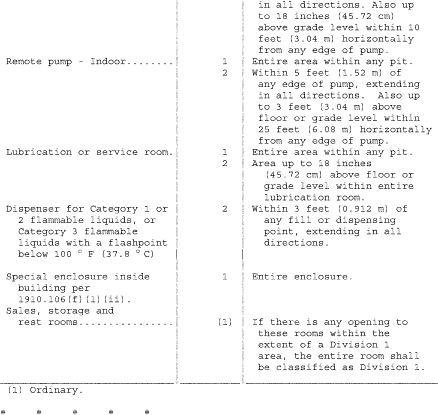 in all directions. Also up
to 18 inches (45.72 cm)
above grade level within 10
feet (3.04 m) horizontally
from any edge of pump.
Remote pump - Indoor........ 1 Entire area within any pit.
2 Within 5 feet (1.52 m) of
any edge of pump, extending
in all directions. Also up
to 3 feet (3.04 m) above
floor or grade level within
25 feet (6.08 m) horizontally
from any edge of pump.
Lubrication or service room. 1 Entire area within any pit.
2 Area up to 18 inches
(45.72 cm) above floor or
grade level within entire
lubrication room.
Dispenser for Category 1 or 2 Within 3 feet (0.912 m) of
2 flammable liquids, or any fill or dispensing
Category 3 flammable point, extending in all
liquids with a flashpoint directions.
below 100 ° F (37.8 °C)
Special enclosure inside 1 Entire enclosure.
building per
1910.106(f)(1)(ii).
Sales, storage and
rest rooms................ (1) If there is any opening to
these rooms within the
extent of a Division 1
area, the entire room shall
be classified as Division 1.
(1) Ordinary.
* * * * *